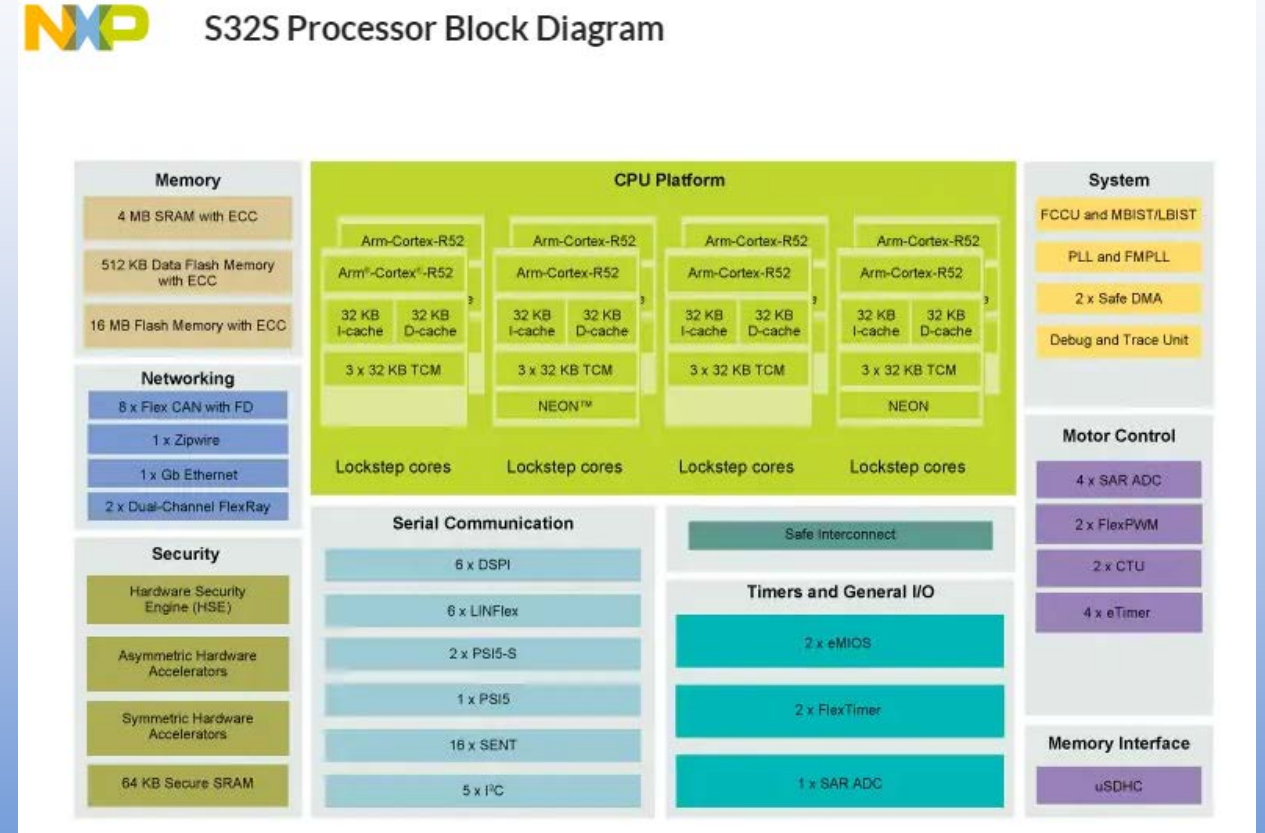 NXP
S32S Processor Block Diagram
Memory
4 MB SRAM with ECC
512 KB Data Flash Memory
with ECC
16 MB Flash Memory with ECC
Networking
8 x Flex CAN with FD
1 x Zipwire
1 x Gb Ethernet
2 x Dual-Channel FlexRay
Security
Hardware Security
Engine (HSE)
Asymmetric Hardware
Accelerators
Symmetric Hardware
Accelerators
64 KB Secure SRAM
CPU Platform
Arm-Cortex-R52
Arm®-Cortex®-R52
32 KB
I-cache
32 KB
D-cache
3 x 32 KB TCM
Lockstep cores
Arm-Cortex-R52
Arm-Cortex-R52
32 KB
I-cache
32 KB
D-cache
3 x 32 KB TCM
NEON™
Lockstep cores
Arm-Cortex-R52
Arm-Cortex-R52
32 KB
I-cache
32 KB
D-cache
3 x 32 KB TCM
Lockstep cores
Arm-Cortex-R52
Arm-Cortex-R52
32 KB
I-cache
32 KB
D-cache
3 x 32 KB TCM
NEON
Lockstep cores
Serial Communication
6 x DSPI
6 x LINFlex
2 x PSI5-S
1 x PSI5
16 x SENT
5 x I²C
Safe Interconnect
Timers and General I/O
2 x eMIOS
2 x FlexTimer
1 x SAR ADC
System
FCCU and MBIST/LBIST
PLL and FMPLL
2 x Safe DMA
Debug and Trace Unit
Motor Control
4 x SAR ADC
2 x FlexPWM
2 x CTU
4 x eTimer
Memory Interface
uSDHC